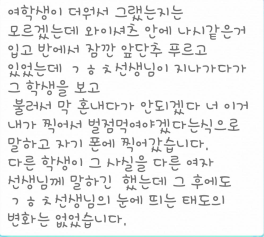 여학생이 더워서 그랬는지는
모르겠는데 와이셔츠 안에 나시같은거
입고 반에서 잠깐 앞단추 푸르고
있었는데 ㄱㅎㅊ선생님이 지나가다가
그 학생을 보고
불러서 막 혼내다가 안되겠다 너 이거
내가 찍어서 벌점먹여야겠다는식으로
말하고 자기 폰에 찍어갔습니다.
다른 학생이 그 사실을 다른 여자
선생님께 말하긴 했는데 그 후에도
ㄱㅎㅊ선생님의 눈에 띄는 태도의
변화는 없었습니다.